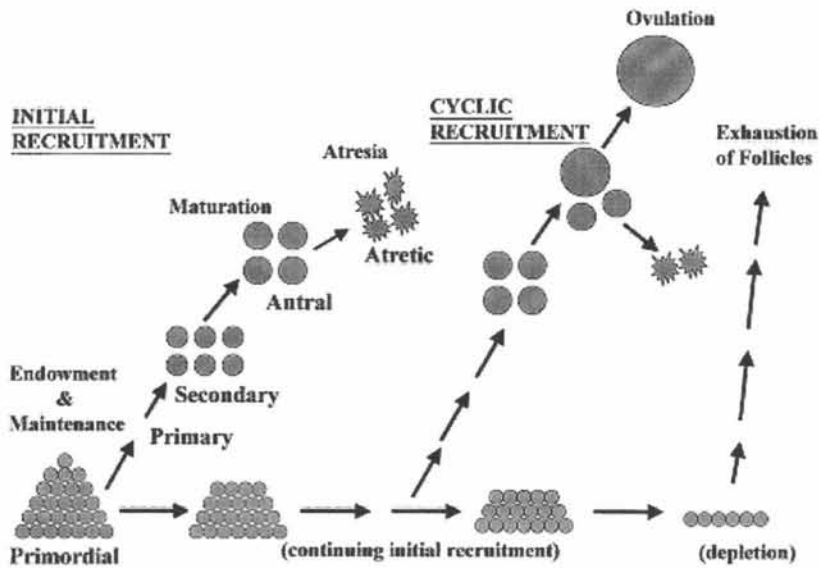 Ovulation
INITIAL
RECRUITMENT
CYCLIC
RECRUITMENT
Exhaustion
of Follicles
Atresia
Maturation
Atretic
Antral
Endowment
&
Maintenance
Secondary
Primary
Primordial
(continuing initial recruitment)
(depletion)